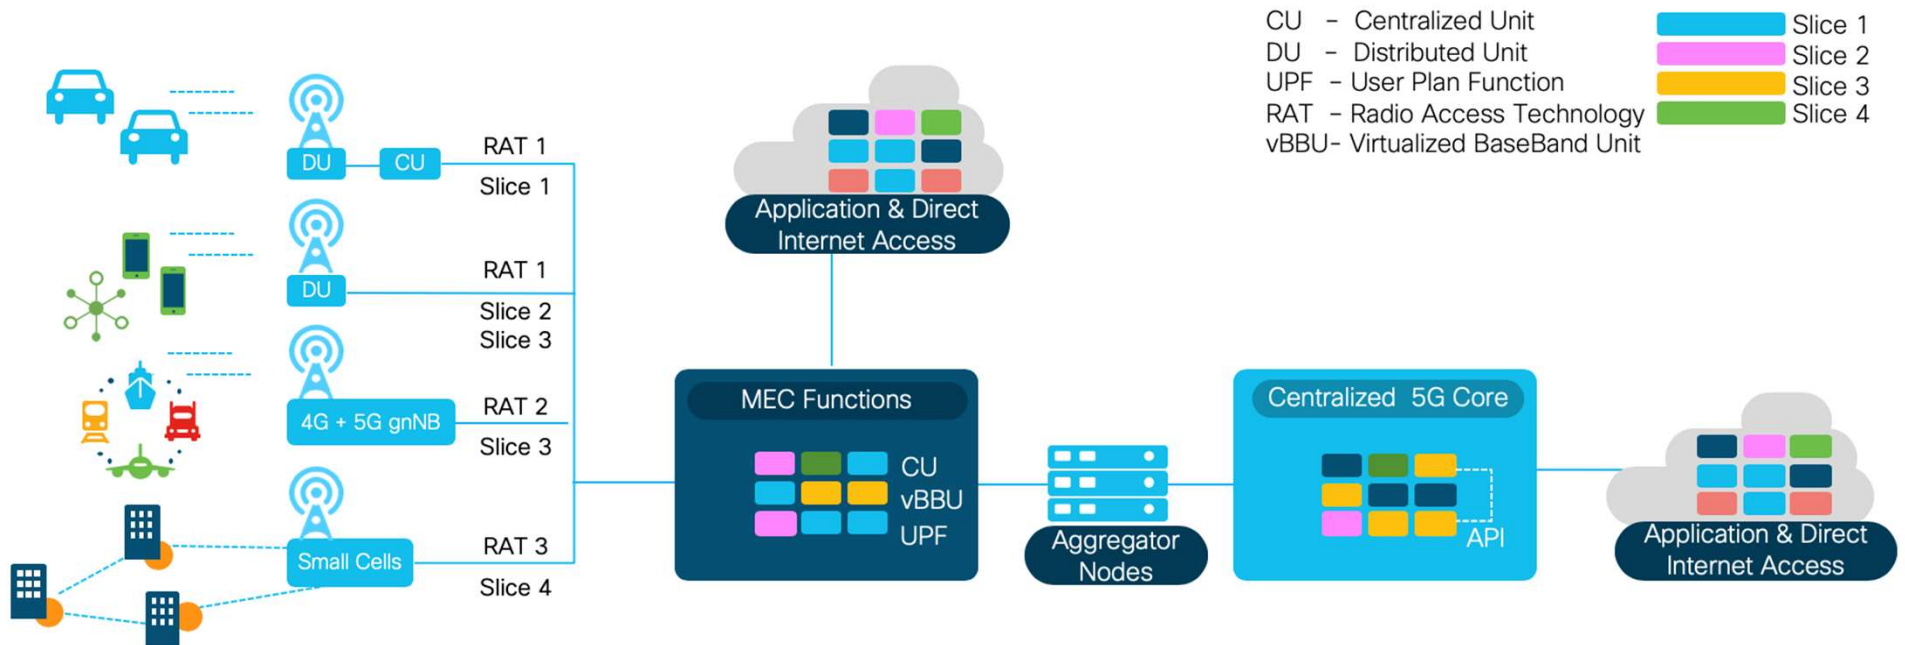 CU – Centralized Unit
DU – Distributed Unit
UPF – User Plan Function
RAT – Radio Access Technology
vBBU– Virtualized BaseBand Unit
Slice 1
Slice 2
Slice 3
Slice 4
DU
CU
RAT 1
Slice 1
DU
RAT 1
Slice 2
Slice 3
4G + 5G gnNB
RAT 2
Slice 3
Small Cells
RAT 3
Slice 4
Application & Direct
Internet Access
MEC Functions
CU
vBBU
UPF
Aggregator
Nodes
Centralized 5G Core
API
Application & Direct
Internet Access